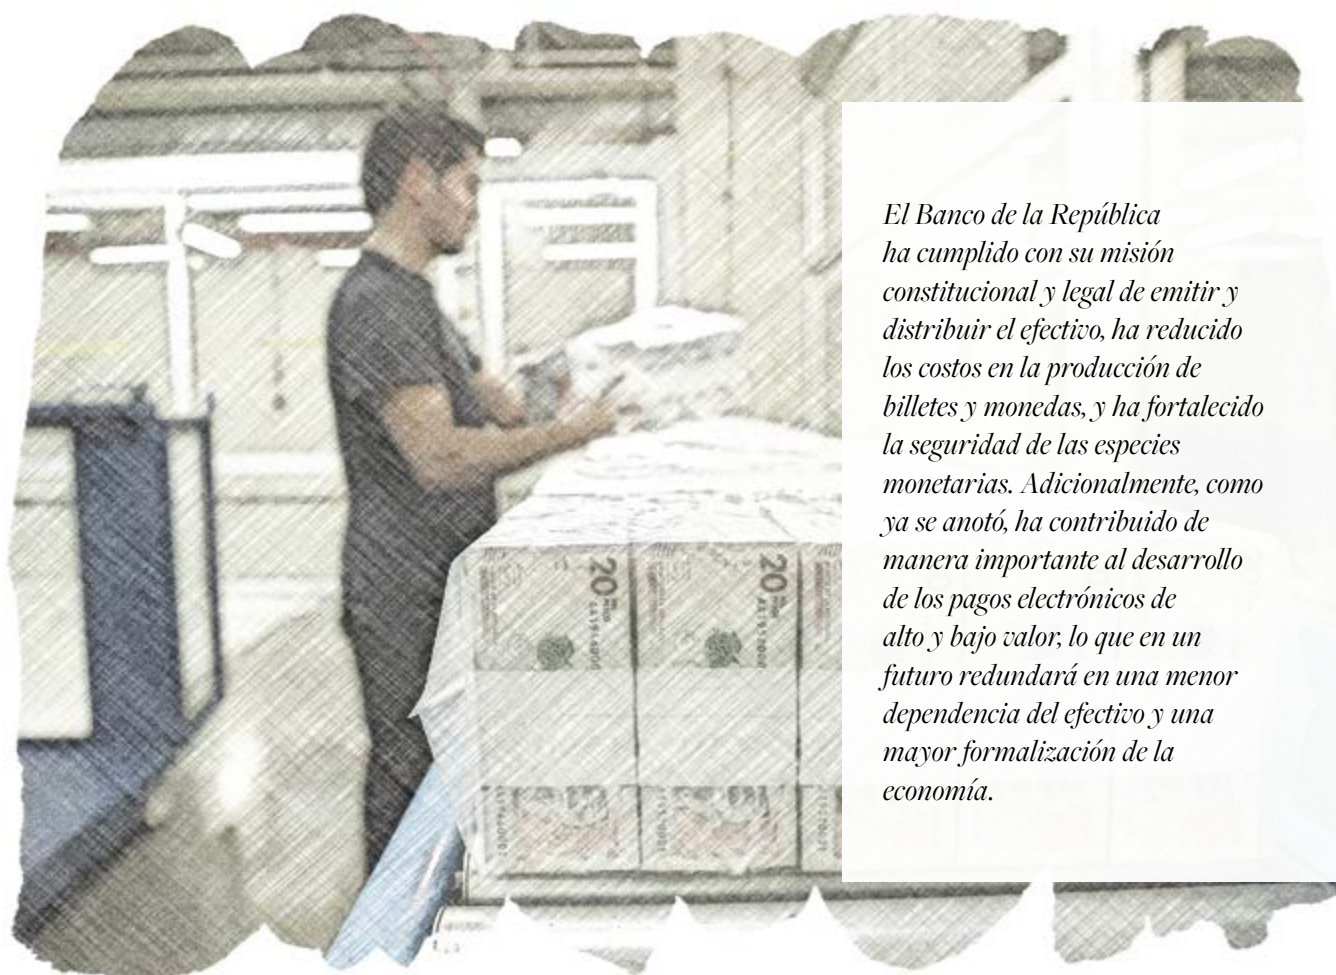 El Banco de la República
ha cumplido con su misión
constitucional y legal de emitir y
distribuir el efectivo, ha reducido
los costos en la producción de
billetes y monedas, y ha fortalecido
la seguridad de las especies
monetarias. Adicionalmente, como
ya se anotó, ha contribuido de
manera importante al desarrollo
de los pagos electrónicos de
alto y bajo valor, lo que en un
futuro redundará en una menor
dependencia del efectivo y una
mayor formalización de la
economía.
20
20